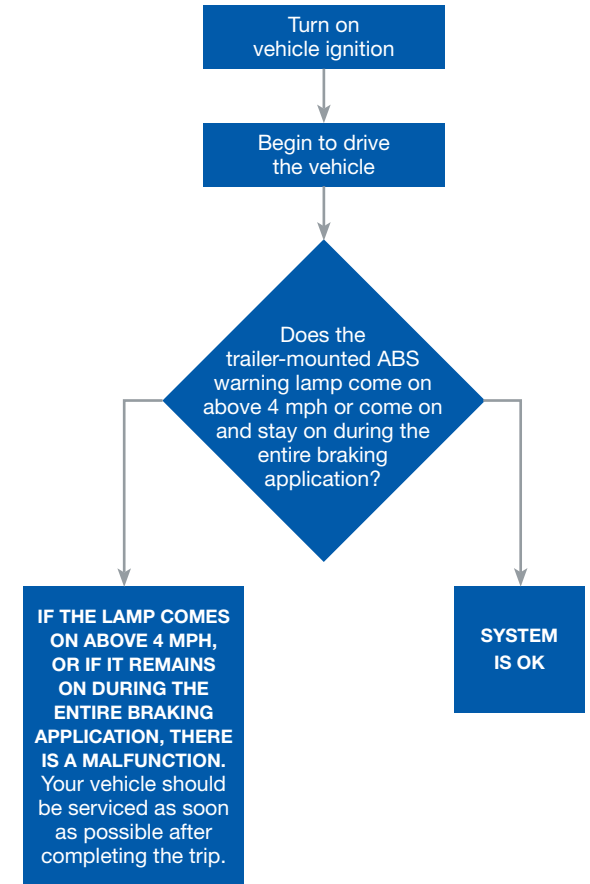 Turn on
vehicle ignition
Begin to drive
the vehicle
Does the
trailer-mounted ABS
warning lamp come on
above 4 mph or come on
and stay on during the
entire braking
application?
IF THE LAMP COMES
ON ABOVE 4 MPH,
OR IF IT REMAINS
ON DURING THE
ENTIRE BRAKING
APPLICATION, THERE
IS A MALFUNCTION.
Your vehicle should
be serviced as soon
as possible after
completing the trip.
SYSTEM
IS OK